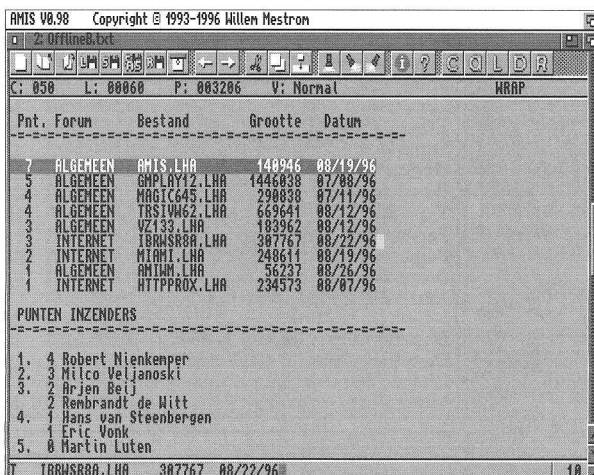 AMIS V0.98 Copyright © 1993-1996 Willem Mestrom
2: OfflineB.txt
C: 050 L: 00060 P: 003206 V: Normal WRAP
Pnt. Forum Bestand Grootte Datum
-=-=-=-=-=-=-=-=-=-=-=-=-=-=-=-=-=-=-=-=-=-=-=-=-
7 ALGEMEEN AMIS.LHA 140946 08/19/96
5 ALGEMEEN GMPLAY12.LHA 1446038 07/08/96
4 ALGEMEEN MAGIC645.LHA 290838 07/11/96
4 ALGEMEEN TRSIVW62.LHA 669641 08/12/96
3 ALGEMEEN VZ133.LHA 183962 08/12/96
3 INTERNET IBRWSR8A.LHA 307767 08/22/96
2 INTERNET MIAMI.LHA 248611 08/19/96
1 ALGEMEEN AMIWM.LHA 56237 08/26/96
1 INTERNET HTTPPROX.LHA 234573 08/07/96
PUNTEN INZENDERS
-=-=-=-=-=-=-=-=-=-=-=-=-=-=-=-=-=-=-=-=-=-=-=-=-
1. 4 Robert Nienkemper
2. 3 Milco Veljanoski
3. 2 Arjen Beij
2 Rembrandt de Witt
4. 1 Hans van Steenbergen
1 Eric Vonk
5. 0 Martin Luten
T IBRWSR8A.LHA 307767 08/22/96 10